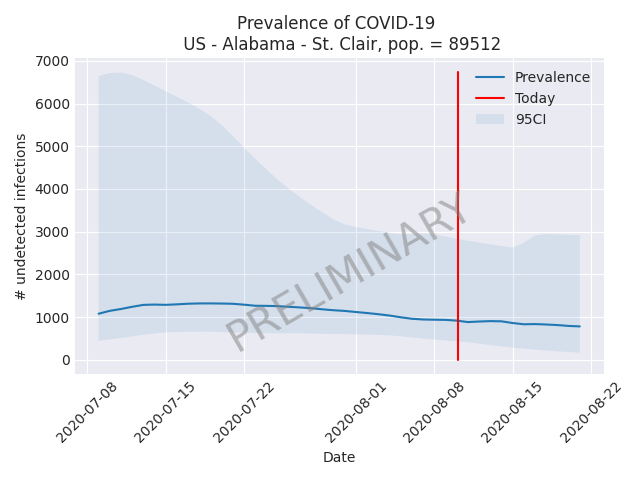 Prevalence of COVID-19
US - Alabama - St. Clair, pop. = 89512
7000
6000
5000
4000
3000
2000
1000
0
# undetected infections
Prevalence
Today
95CI
PRELIMINARY
2020-07-08
2020-07-15
2020-07-22
2020-08-01
2020-08-08
2020-08-15
2020-08-22
Date